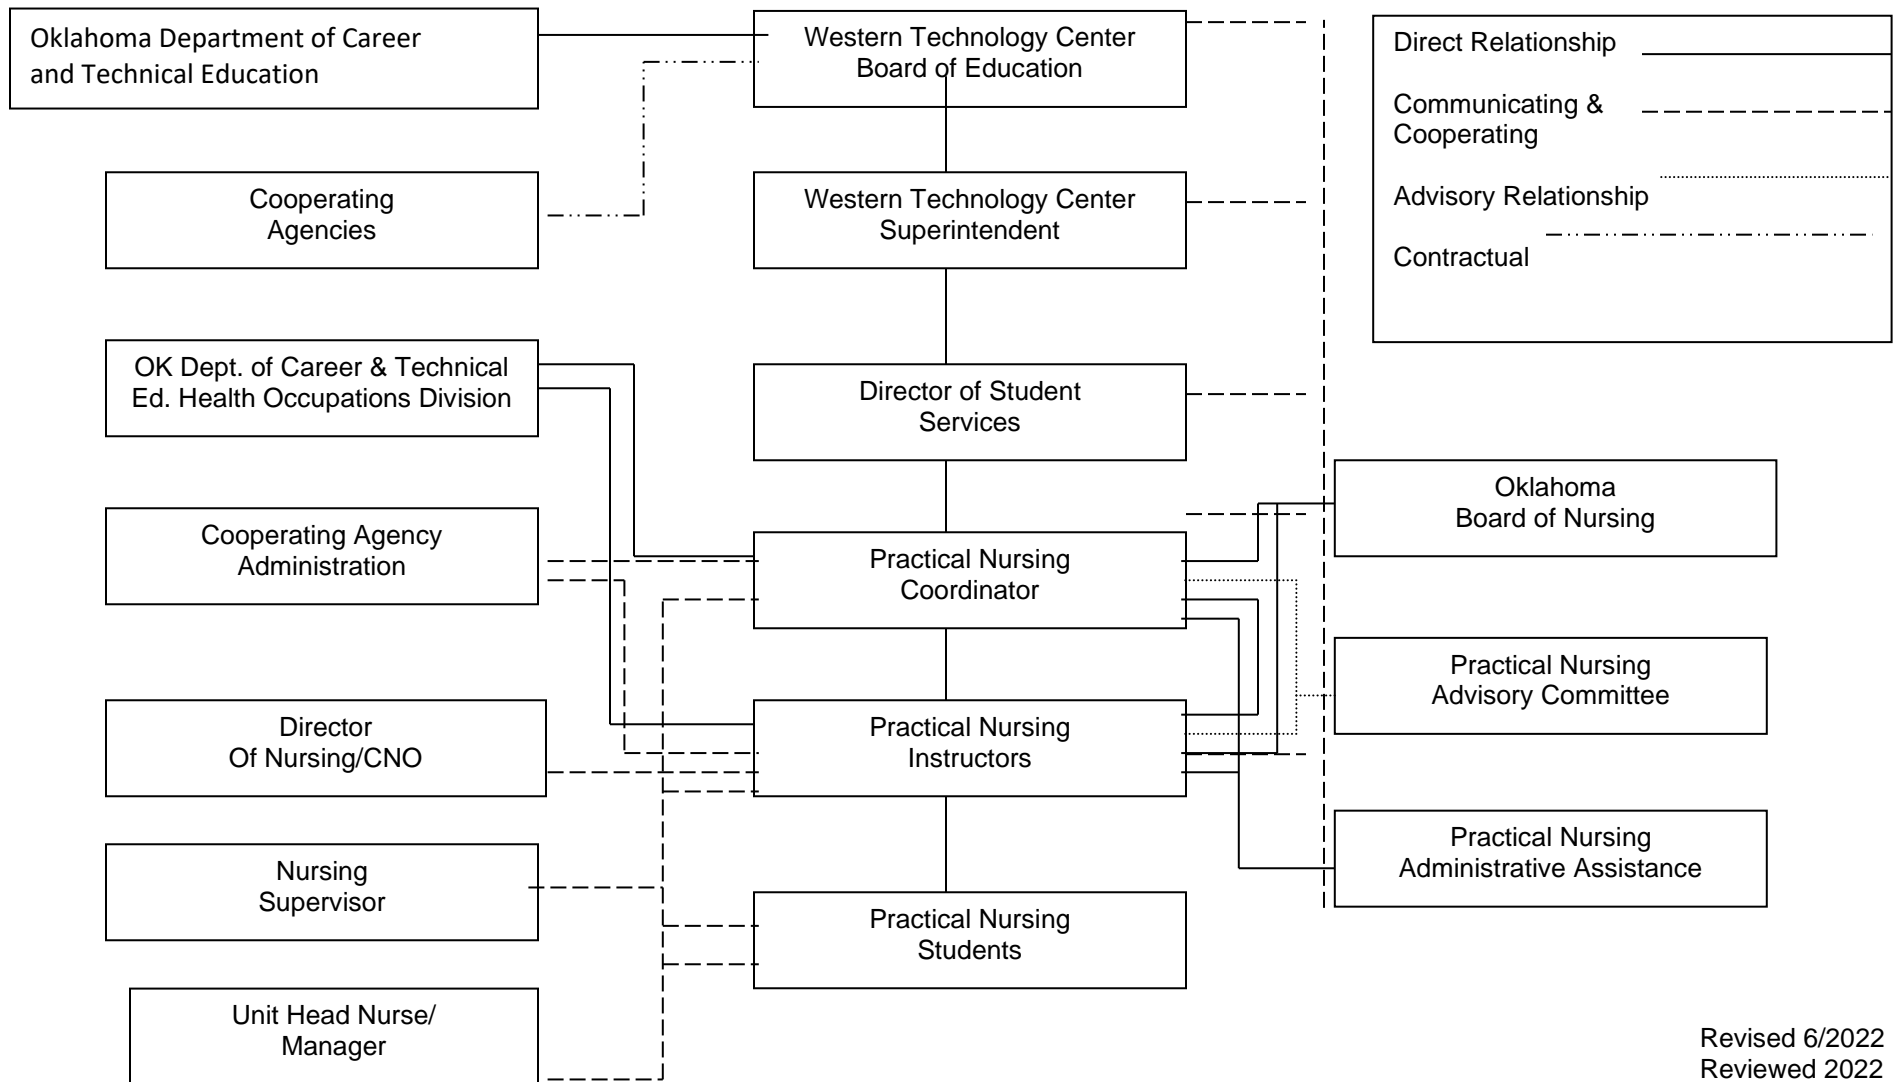 Oklahoma Department of Career
and Technical Education
Western Technology Center
Board of Education
Direct Relationship
Communicating &
Cooperating
Advisory Relationship
Contractual
Cooperating
Agencies
Western Technology Center
Superintendent
OK Dept. of Career & Technical
Ed. Health Occupations Division
Director of Student
Services
Oklahoma
Board of Nursing
Cooperating Agency
Administration
Practical Nursing
Coordinator
Practical Nursing
Advisory Committee
Director
Of Nursing/CNO
Practical Nursing
Instructors
Practical Nursing
Administrative Assistance
Nursing
Supervisor
Practical Nursing
Students
Unit Head Nurse/
Manager
Revised 6/2022
Reviewed 2022